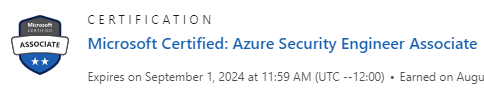 Microsoft
CERTIFIED
ASSOCIATE
CERTIFICATION
Microsoft Certified: Azure Security Engineer Associate
Expires on September 1, 2024 at 11:59 AM (UTC --12:00) • Earned on Augu